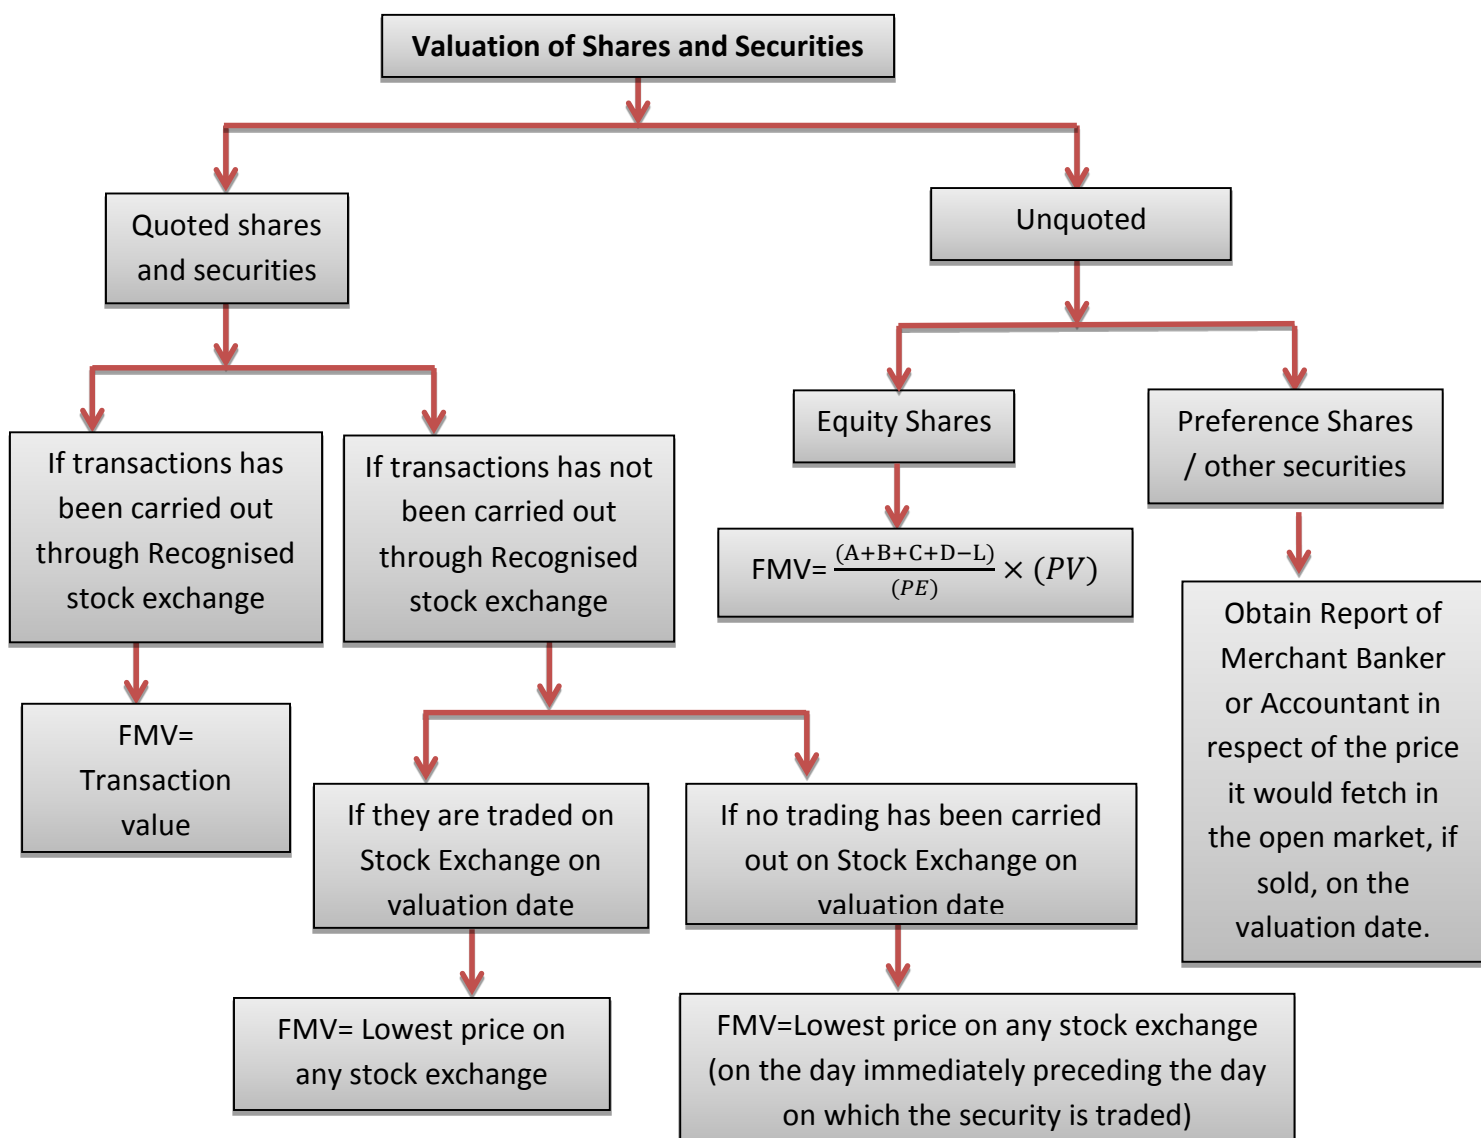 Valuation of Shares and Securities
Quoted shares
and securities
Unquoted
If transactions has
been carried out
through Recognised
stock exchange
If transactions has not
been carried out
through Recognised
stock exchange
Equity Shares
Preference Shares
/ other securities
FMV= (A+B+C+D−L)/(PE) × (PV)
FMV=
Transaction
value
If they are traded on
Stock Exchange on
valuation date
If no trading has been carried
out on Stock Exchange on
valuation date
Obtain Report of
Merchant Banker
or Accountant in
respect of the price
it would fetch in
the open market, if
sold, on the
valuation date.
FMV= Lowest price on
any stock exchange
FMV=Lowest price on any stock exchange
(on the day immediately preceding the day
on which the security is traded)